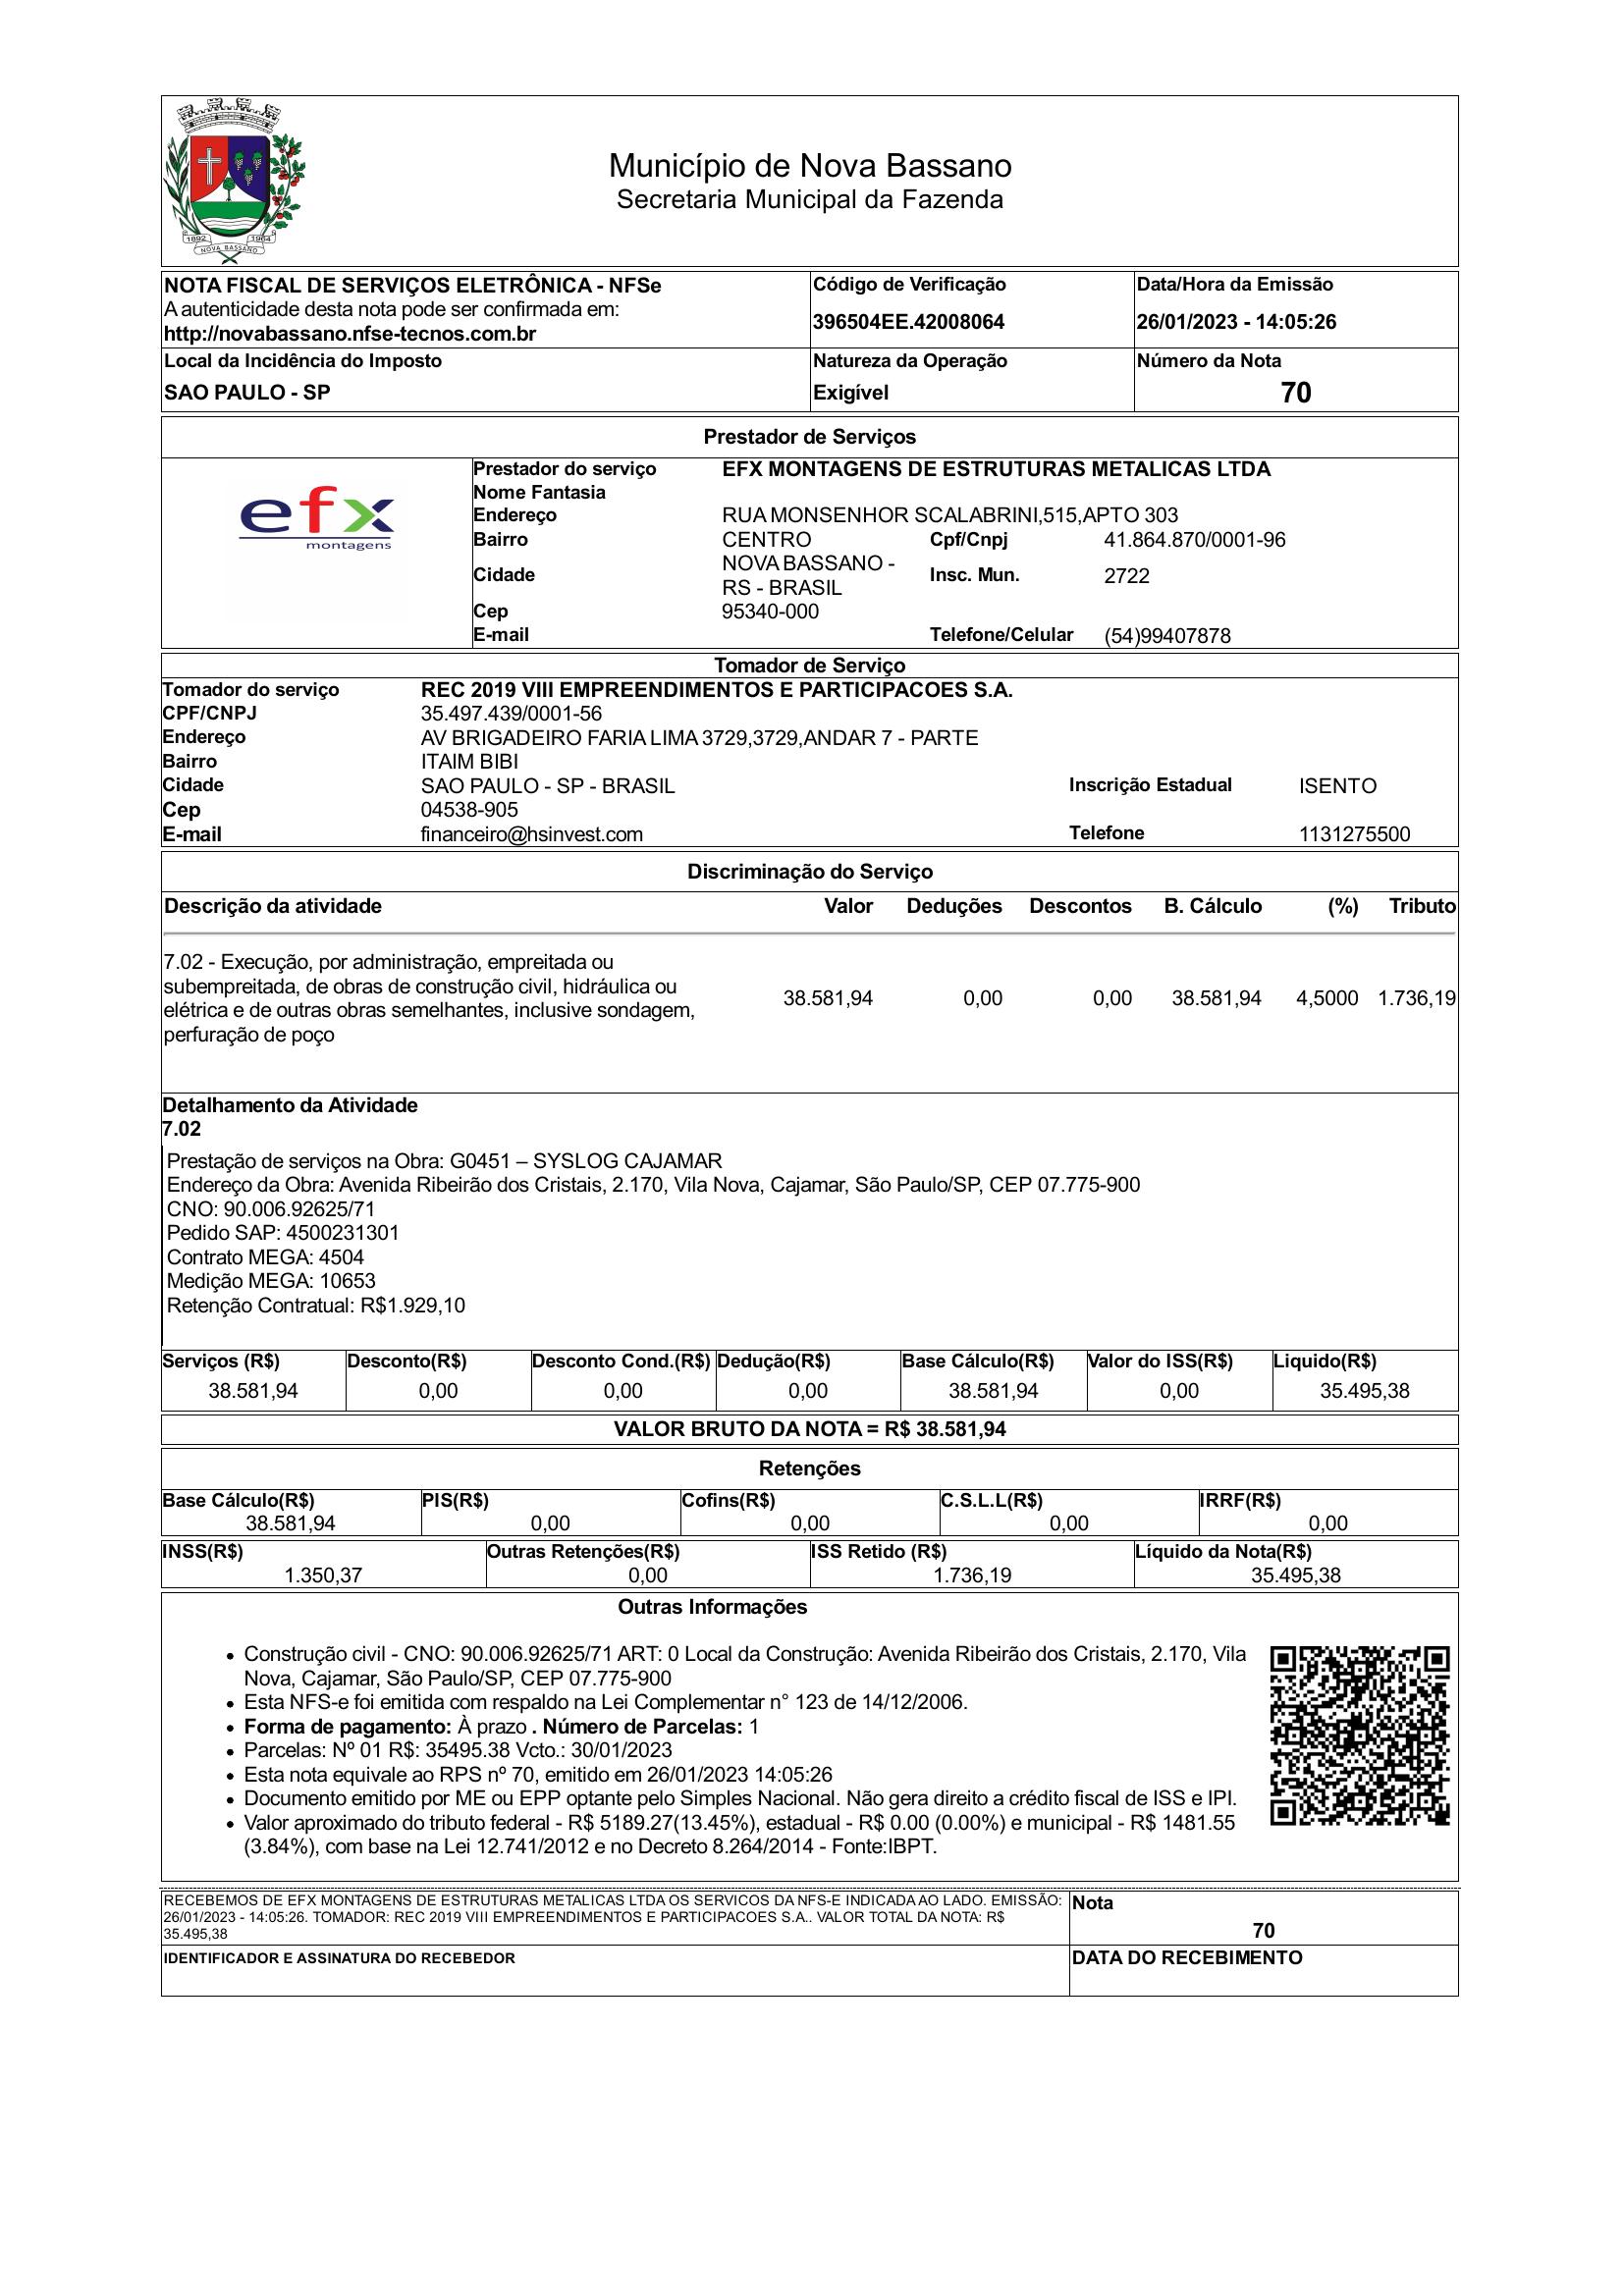 1892 1964
NOVA BASSANO
Município de Nova Bassano
Secretaria Municipal da Fazenda
NOTA FISCAL DE SERVIÇOS ELETRÔNICA - NFSe
A autenticidade desta nota pode ser confirmada em:
http://novabassano.nfse-tecnos.com.br
Código de Verificação
396504EE.42008064
Data/Hora da Emissão
26/01/2023 - 14:05:26
Local da Incidência do Imposto
SAO PAULO - SP
Natureza da Operação
Exigível
Número da Nota
70
Prestador de Serviços
efx
montagens
Prestador do serviço EFX MONTAGENS DE ESTRUTURAS METALICAS LTDA
Nome Fantasia
Endereço RUA MONSENHOR SCALABRINI,515,APTO 303
Bairro CENTRO Cpf/Cnpj 41.864.870/0001-96
Cidade NOVA BASSANO - RS - BRASIL Insc. Mun. 2722
Cep 95340-000
E-mail Telefone/Celular (54)99407878
Tomador de Serviço
Tomador do serviço REC 2019 VIII EMPREENDIMENTOS E PARTICIPACOES S.A.
CPF/CNPJ 35.497.439/0001-56
Endereço AV BRIGADEIRO FARIA LIMA 3729,3729,ANDAR 7 - PARTE
Bairro ITAIM BIBI
Cidade SAO PAULO - SP - BRASIL Inscrição Estadual ISENTO
Cep 04538-905
E-mail financeiro@hsinvest.com Telefone 1131275500
Discriminação do Serviço
Descrição da atividade Valor Deduções Descontos B. Cálculo (%) Tributo
7.02 - Execução, por administração, empreitada ou
subempreitada, de obras de construção civil, hidráulica ou
elétrica e de outras obras semelhantes, inclusive sondagem,
perfuração de poço
38.581,94 0,00 0,00 38.581,94 4,5000 1.736,19
Detalhamento da Atividade
7.02
Prestação de serviços na Obra: G0451 – SYSLOG CAJAMAR
Endereço da Obra: Avenida Ribeirão dos Cristais, 2.170, Vila Nova, Cajamar, São Paulo/SP, CEP 07.775-900
CNO: 90.006.92625/71
Pedido SAP: 4500231301
Contrato MEGA: 4504
Medição MEGA: 10653
Retenção Contratual: R$1.929,10
Serviços (R$) Desconto(R$) Desconto Cond.(R$) Dedução(R$) Base Cálculo(R$) Valor do ISS(R$) Liquido(R$)
38.581,94 0,00 0,00 0,00 38.581,94 0,00 35.495,38
VALOR BRUTO DA NOTA = R$ 38.581,94
Retenções
Base Cálculo(R$) PIS(R$) Cofins(R$) C.S.L.L(R$) IRRF(R$)
38.581,94 0,00 0,00 0,00 0,00
INSS(R$) Outras Retenções(R$) ISS Retido (R$) Líquido da Nota(R$)
1.350,37 0,00 1.736,19 35.495,38
Outras Informações
• Construção civil - CNO: 90.006.92625/71 ART: 0 Local da Construção: Avenida Ribeirão dos Cristais, 2.170, Vila
Nova, Cajamar, São Paulo/SP, CEP 07.775-900
• Esta NFS-e foi emitida com respaldo na Lei Complementar n° 123 de 14/12/2006.
• Forma de pagamento: À prazo . Número de Parcelas: 1
• Parcelas: Nº 01 R$: 35495.38 Vcto.: 30/01/2023
• Esta nota equivale ao RPS nº 70, emitido em 26/01/2023 14:05:26
• Documento emitido por ME ou EPP optante pelo Simples Nacional. Não gera direito a crédito fiscal de ISS e IPI.
• Valor aproximado do tributo federal - R$ 5189.27(13.45%), estadual - R$ 0.00 (0.00%) e municipal - R$ 1481.55
(3.84%), com base na Lei 12.741/2012 e no Decreto 8.264/2014 - Fonte:IBPT.
RECEBEMOS DE EFX MONTAGENS DE ESTRUTURAS METALICAS LTDA OS SERVICOS DA NFS-E INDICADA AO LADO. EMISSÃO:
26/01/2023 - 14:05:26. TOMADOR: REC 2019 VIII EMPREENDIMENTOS E PARTICIPACOES S.A.. VALOR TOTAL DA NOTA: R$
35.495,38
Nota
70
IDENTIFICADOR E ASSINATURA DO RECEBEDOR
DATA DO RECEBIMENTO